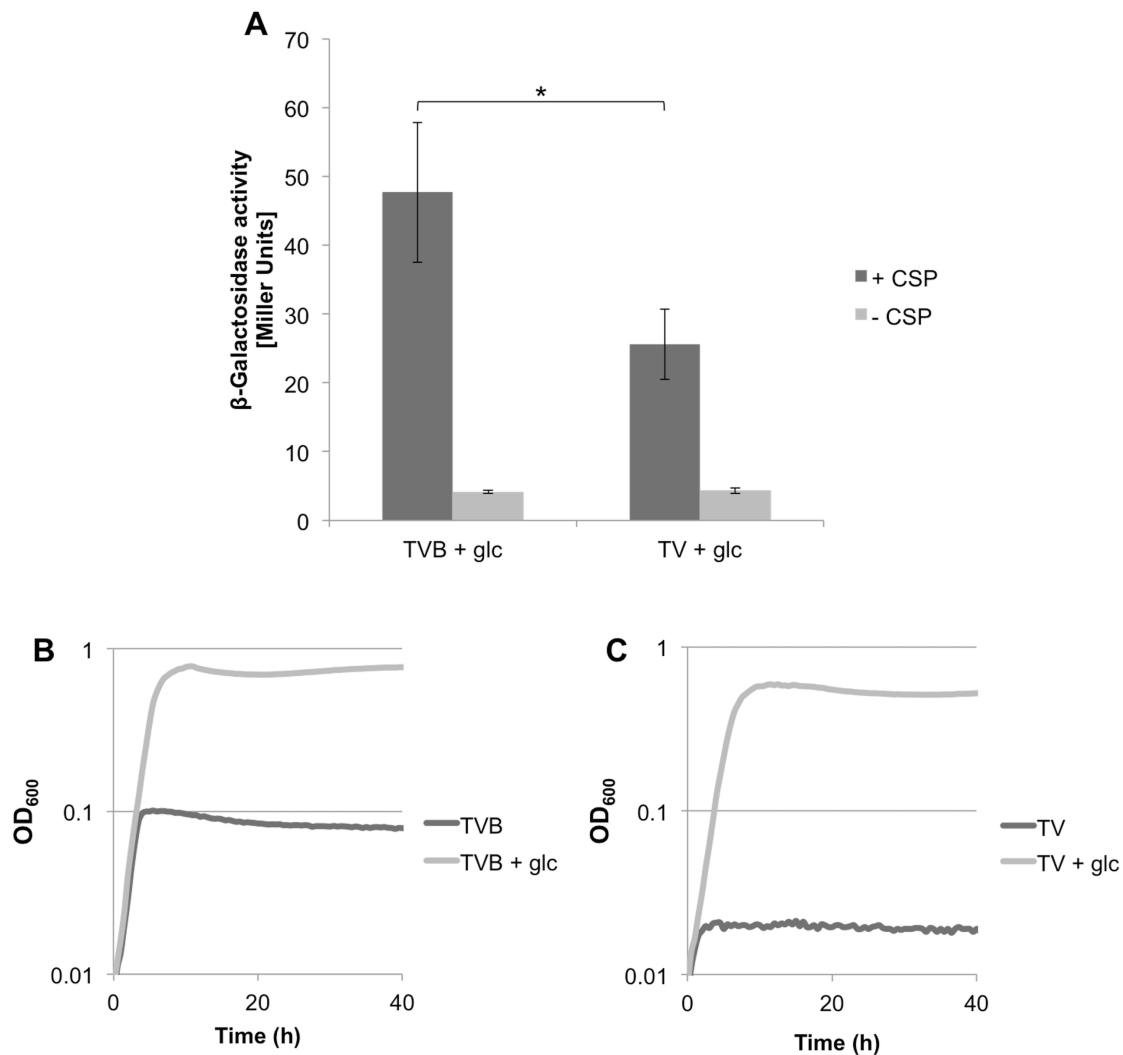 A
70
60
50
40
30
20
10
0
β-Galactosidase activity
[Miller Units]
*
+ CSP
- CSP
TVB + glc
TV + glc
B
1
0.1
0.01
OD600
0
20
40
Time (h)
TVB
TVB + glc
C
1
0.1
0.01
OD600
0
20
40
Time (h)
TV
TV + glc